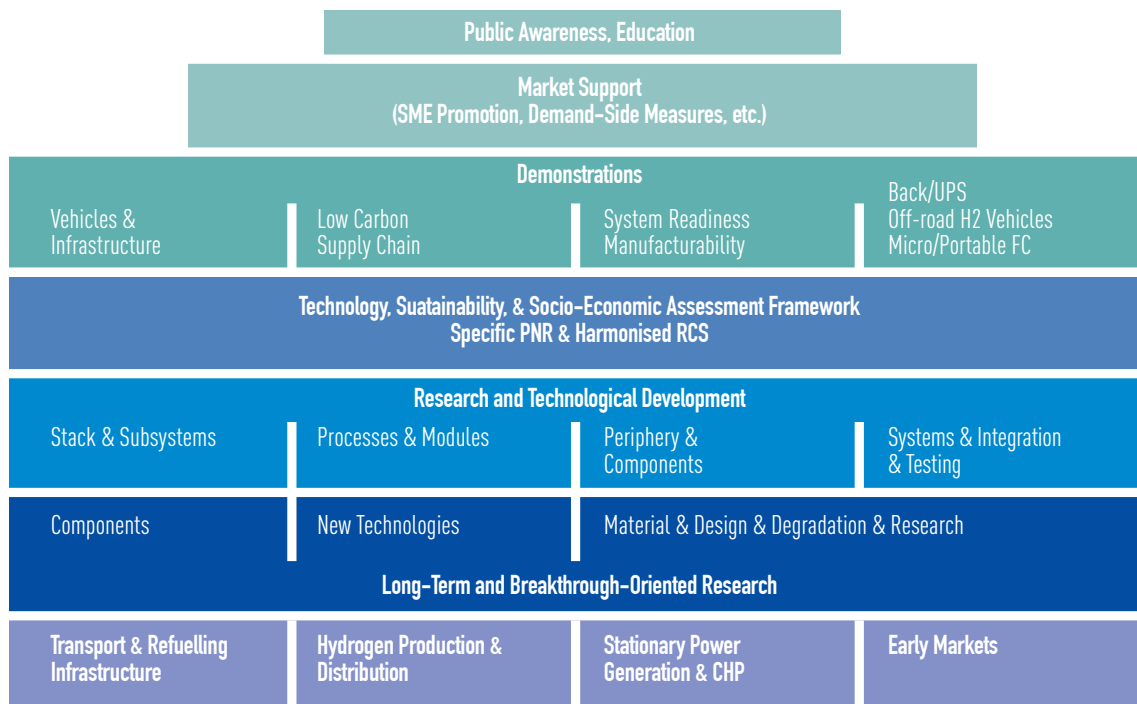 Public Awareness, Education
Market Support
(SME Promotion, Demand-Side Measures, etc.)
Demonstrations
Vehicles &
Infrastructure
Low Carbon
Supply Chain
System Readiness
Manufacturability
Back/UPS
Off-road H2 Vehicles
Micro/Portable FC
Technology, Suatainability, & Socio-Economic Assessment Framework
Specific PNR & Harmonised RCS
Research and Technological Development
Stack & Subsystems
Processes & Modules
Periphery &
Components
Systems & Integration
& Testing
Components
New Technologies
Material & Design & Degradation & Research
Long-Term and Breakthrough-Oriented Research
Transport & Refuelling
Infrastructure
Hydrogen Production &
Distribution
Stationary Power
Generation & CHP
Early Markets